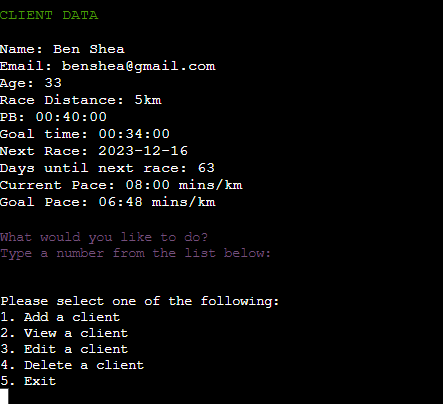 CLIENT DATA
Name: Ben Shea
Email: benshea@gmail.com
Age: 33
Race Distance: 5km
PB: 00:40:00
Goal time: 00:34:00
Next Race: 2023-12-16
Days until next race: 63
Current Pace: 08:00 mins/km
Goal Pace: 06:48 mins/km
What would you like to do?
Type a number from the list below:
Please select one of the following:
1. Add a client
2. View a client
3. Edit a client
4. Delete a client
5. Exit